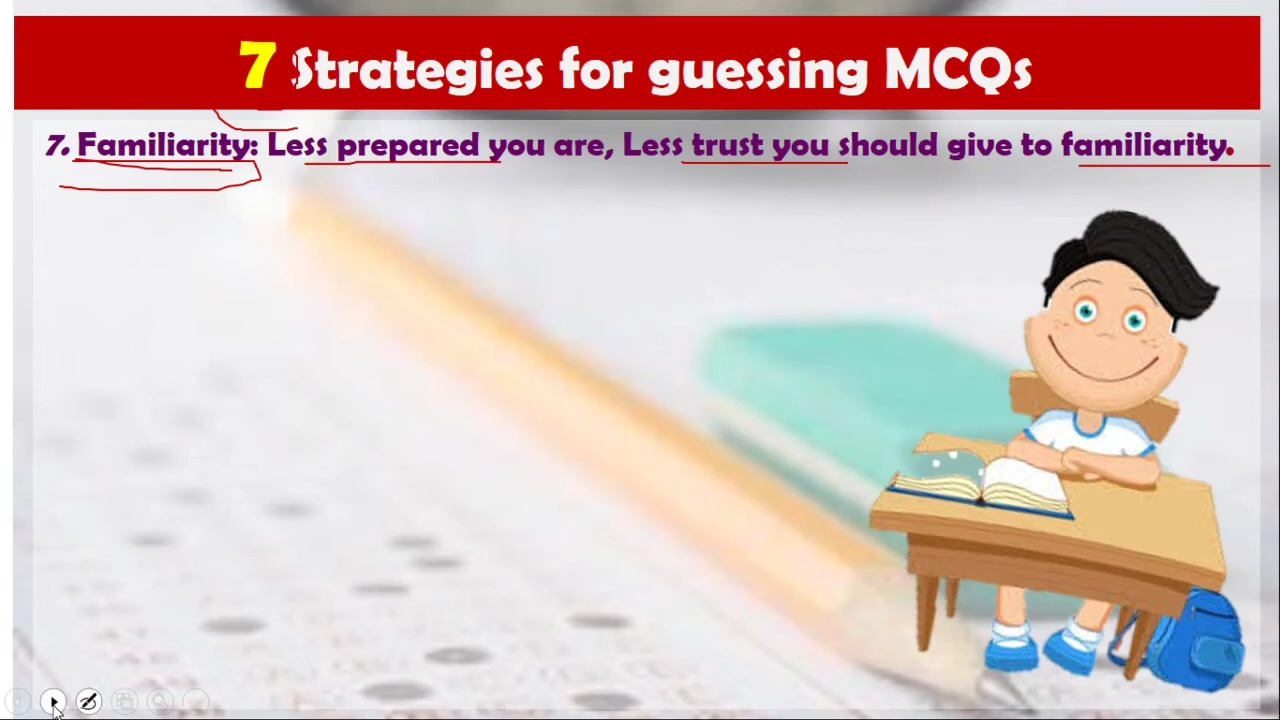 7 Strategies for guessing MCQs
7. Familiarity: Less prepared you are, Less trust you should give to familiarity.